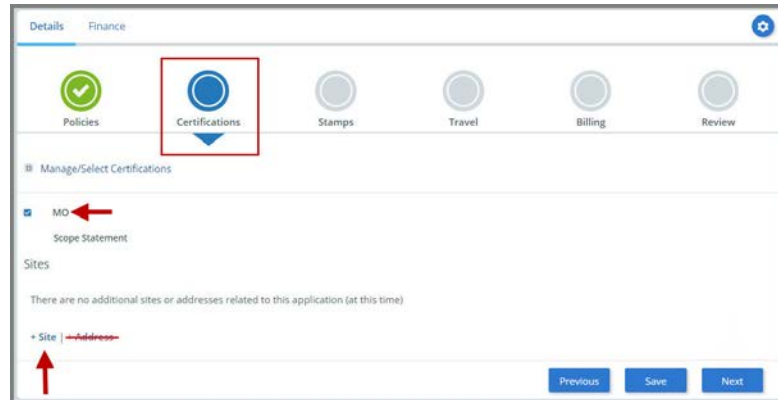 Details Finance
Policies Certifications Stamps Travel Billing Review
Manage/Select Certifications
MO
Scope Statement
Sites
There are no additional sites or addresses related to this application (at this time)
+ Site | + Address
Previous Save Next